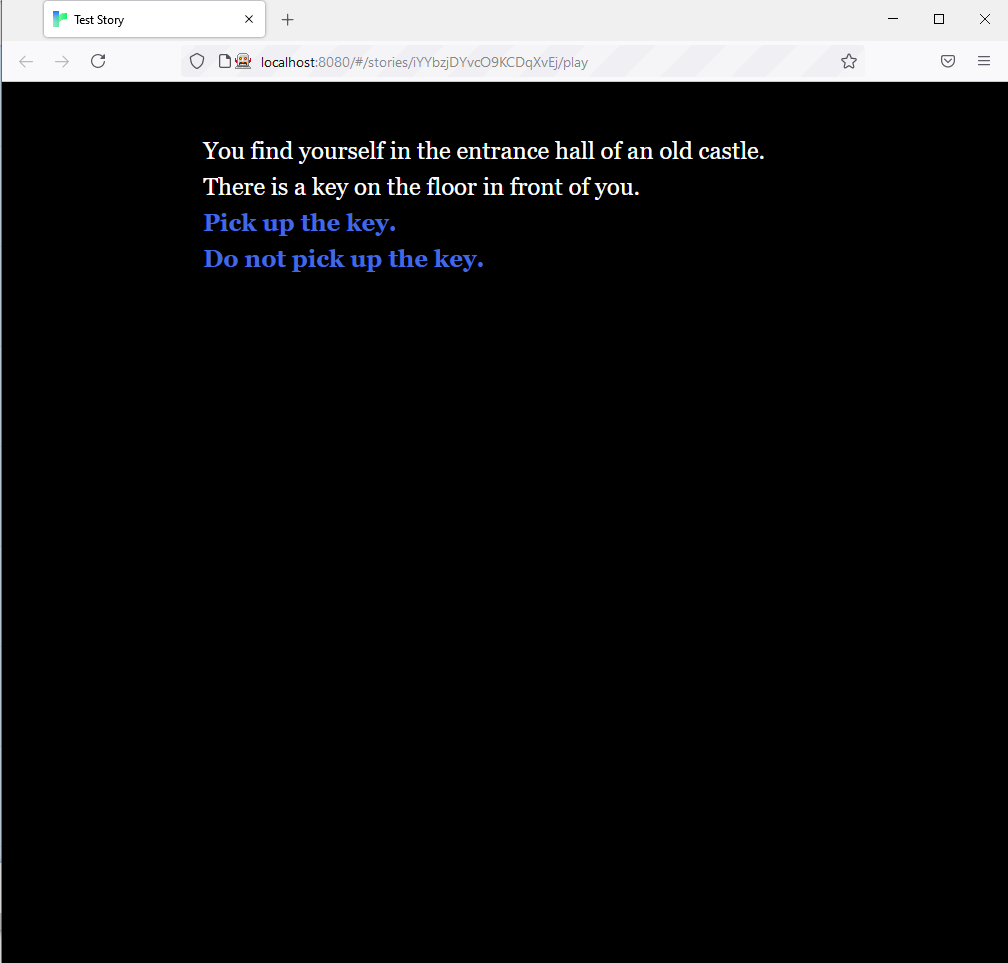 Test Story
localhost:8080/#/stories/iYYbzjDYvcO9KCDqXvEj/play
You find yourself in the entrance hall of an old castle.
There is a key on the floor in front of you.
Pick up the key.
Do not pick up the key.